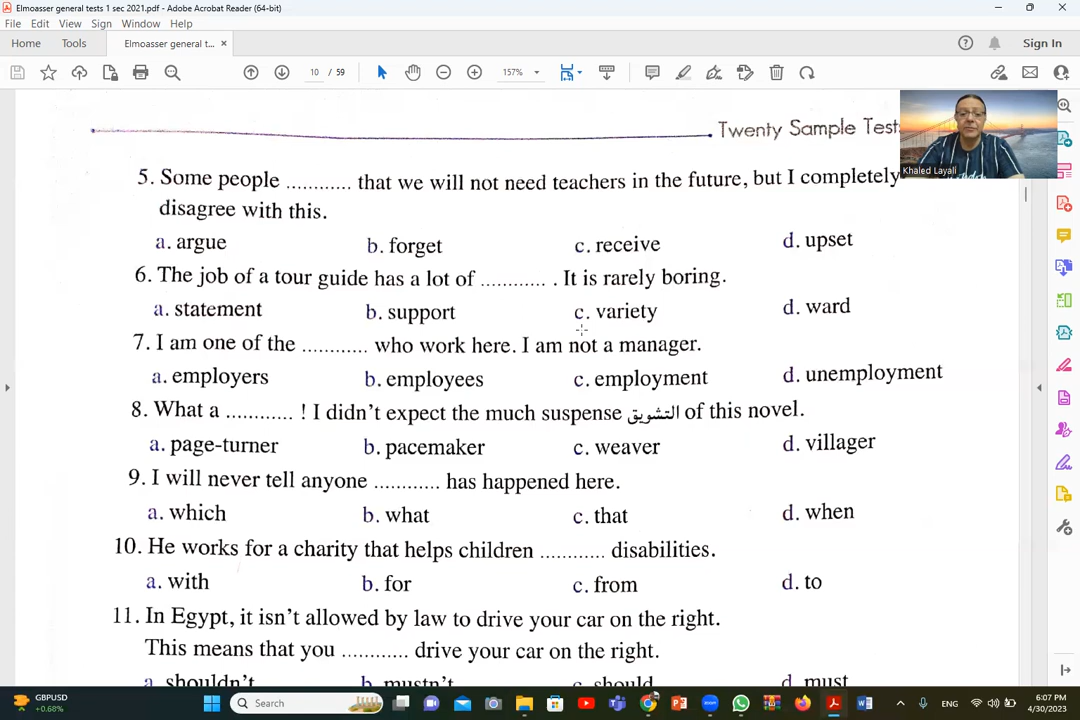 Elmoasser general tests 1 sec 2021.pdf - Adobe Acrobat Reader (64-bit)
File Edit View Sign Window Help
Home Tools Elmoasser general t... × Sign In
10 / 59 157%
Twenty Sample Test
Khaled Layali
5. Some people ............ that we will not need teachers in the future, but I completely
disagree with this.
a. argue b. forget c. receive d. upset
6. The job of a tour guide has a lot of ............ . It is rarely boring.
a. statement b. support c. variety d. ward
7. I am one of the ............ who work here. I am not a manager.
a. employers b. employees c. employment d. unemployment
8. What a ............ ! I didn't expect the much suspense التشويق of this novel.
a. page-turner b. pacemaker c. weaver d. villager
9. I will never tell anyone ............ has happened here.
a. which b. what c. that d. when
10. He works for a charity that helps children ............ disabilities.
a. with b. for c. from d. to
11. In Egypt, it isn't allowed by law to drive your car on the right.
This means that you ............ drive your car on the right.
a. shouldn't b. mustn't c. should d. must
GBPUSD
+0.68%
Search
ENG
6:07 PM
4/30/2023